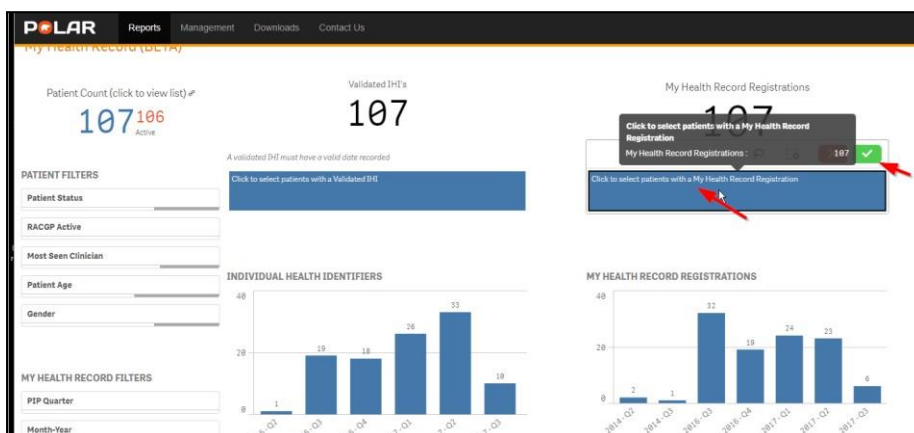 POLAR Reports Management Downloads Contact Us
My Health Record (BETA)
Patient Count (click to view list)
107 106
Active
Validated IHI's
107
My Health Record Registrations
107
Click to select patients with a My Health Record
Registration
My Health Record Registrations : 107
A validated IHI must have a valid date recorded
Click to select patients with a Validated IHI
Click to select patients with a My Health Record Registration
PATIENT FILTERS
Patient Status
RACGP Active
Most Seen Clinician
Patient Age
Gender
MY HEALTH RECORD FILTERS
PIP Quarter
Month-Year
INDIVIDUAL HEALTH IDENTIFIERS
40
20
0
1
19
18
26
33
10
MY HEALTH RECORD REGISTRATIONS
40
20
0
2
1
32
19
24
23
6
2014-Q2
2014-Q3
2016-Q3
2016-Q4
2017-Q1
2017-Q2
2017-Q3